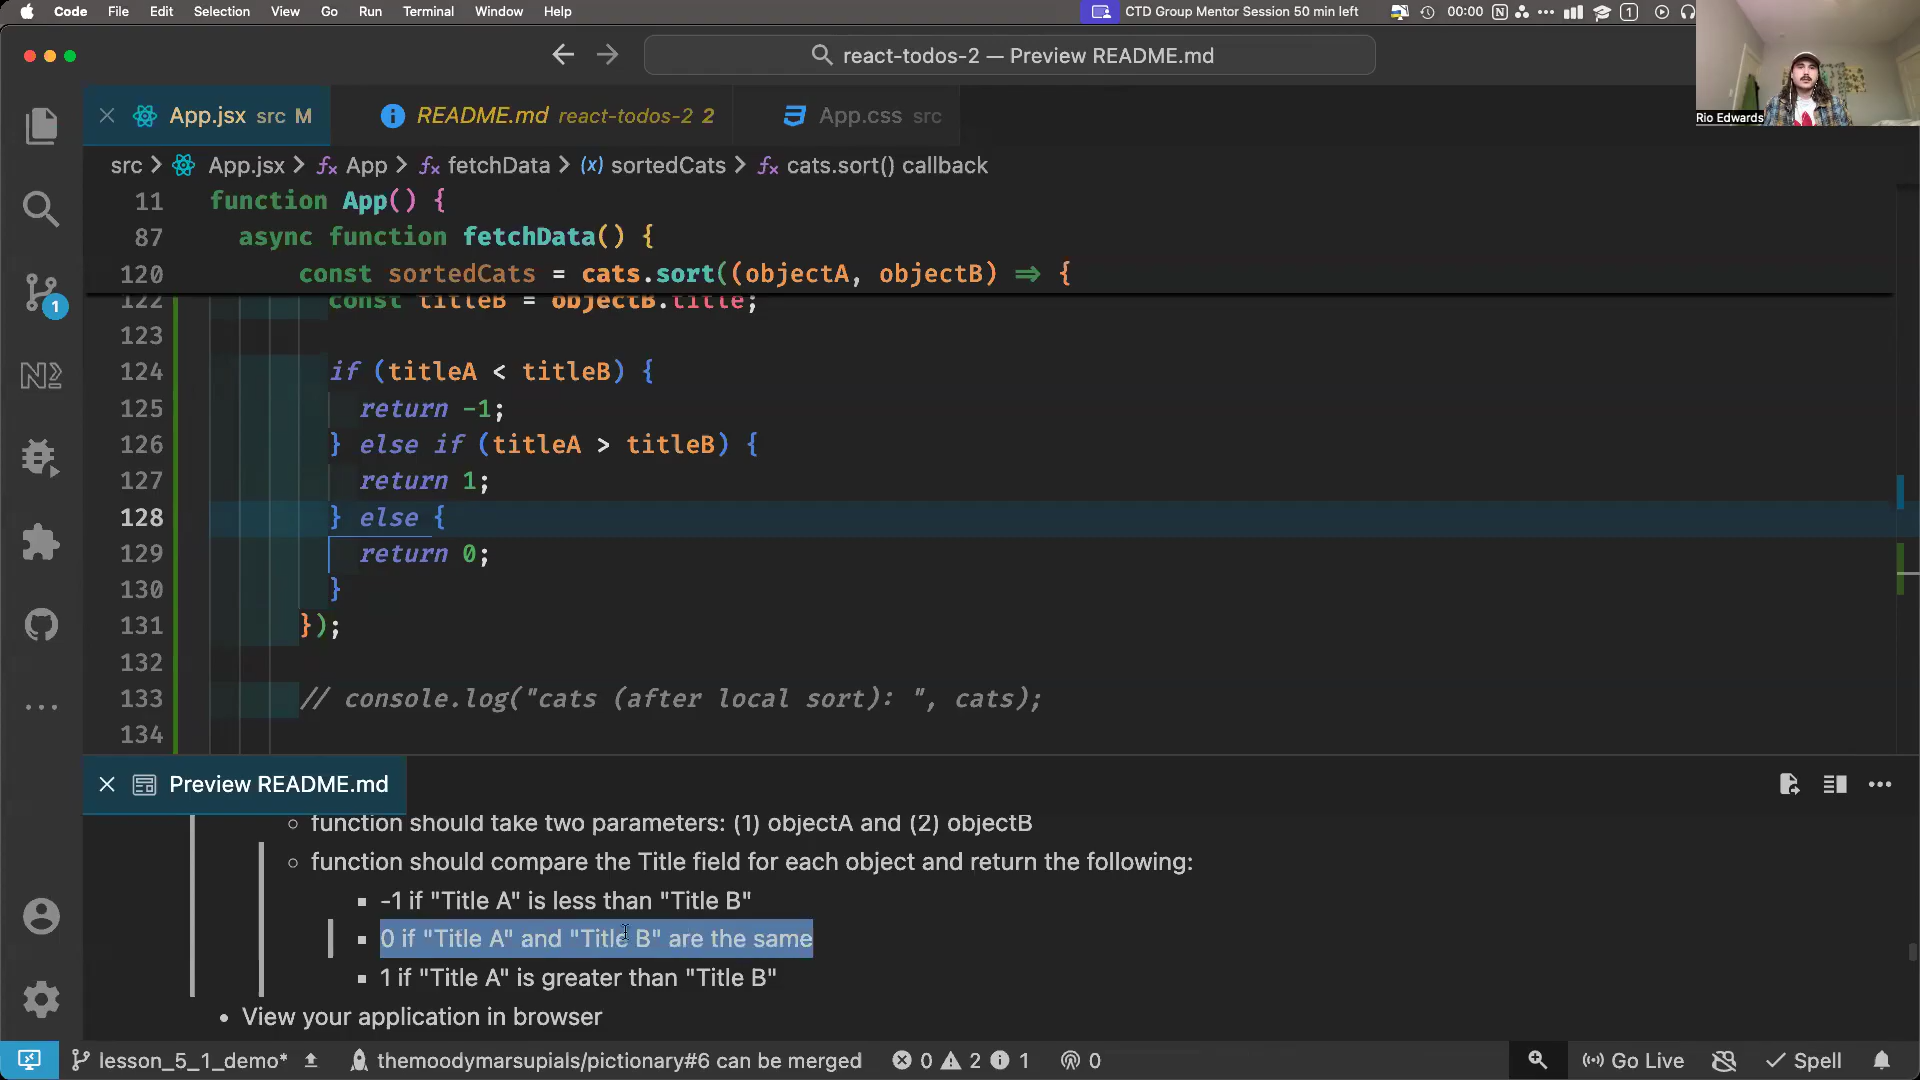 Code File Edit Selection View Go Run Terminal Window Help
CTD Group Mentor Session 50 min left 00:00 1
react-todos-2 — Preview README.md
Rio Edwards
App.jsx src M
README.md react-todos-2 2
App.css src
src > App.jsx > App > fetchData > sortedCats > cats.sort() callback
11 function App() {
87 async function fetchData() {
120 const sortedCats = cats.sort((objectA, objectB) => {
122 const titleB = objectB.title;
123
124 if (titleA < titleB) {
125 return -1;
126 } else if (titleA > titleB) {
127 return 1;
128 } else {
129 return 0;
130 }
131 });
132
133 // console.log("cats (after local sort): ", cats);
134
1
Preview README.md
function should take two parameters: (1) objectA and (2) objectB
function should compare the Title field for each object and return the following:
-1 if "Title A" is less than "Title B"
0 if "Title A" and "Title B" are the same
1 if "Title A" is greater than "Title B"
View your application in browser
lesson_5_1_demo* themoodymarsupials/pictionary#6 can be merged 0 2 1 0 Go Live Spell